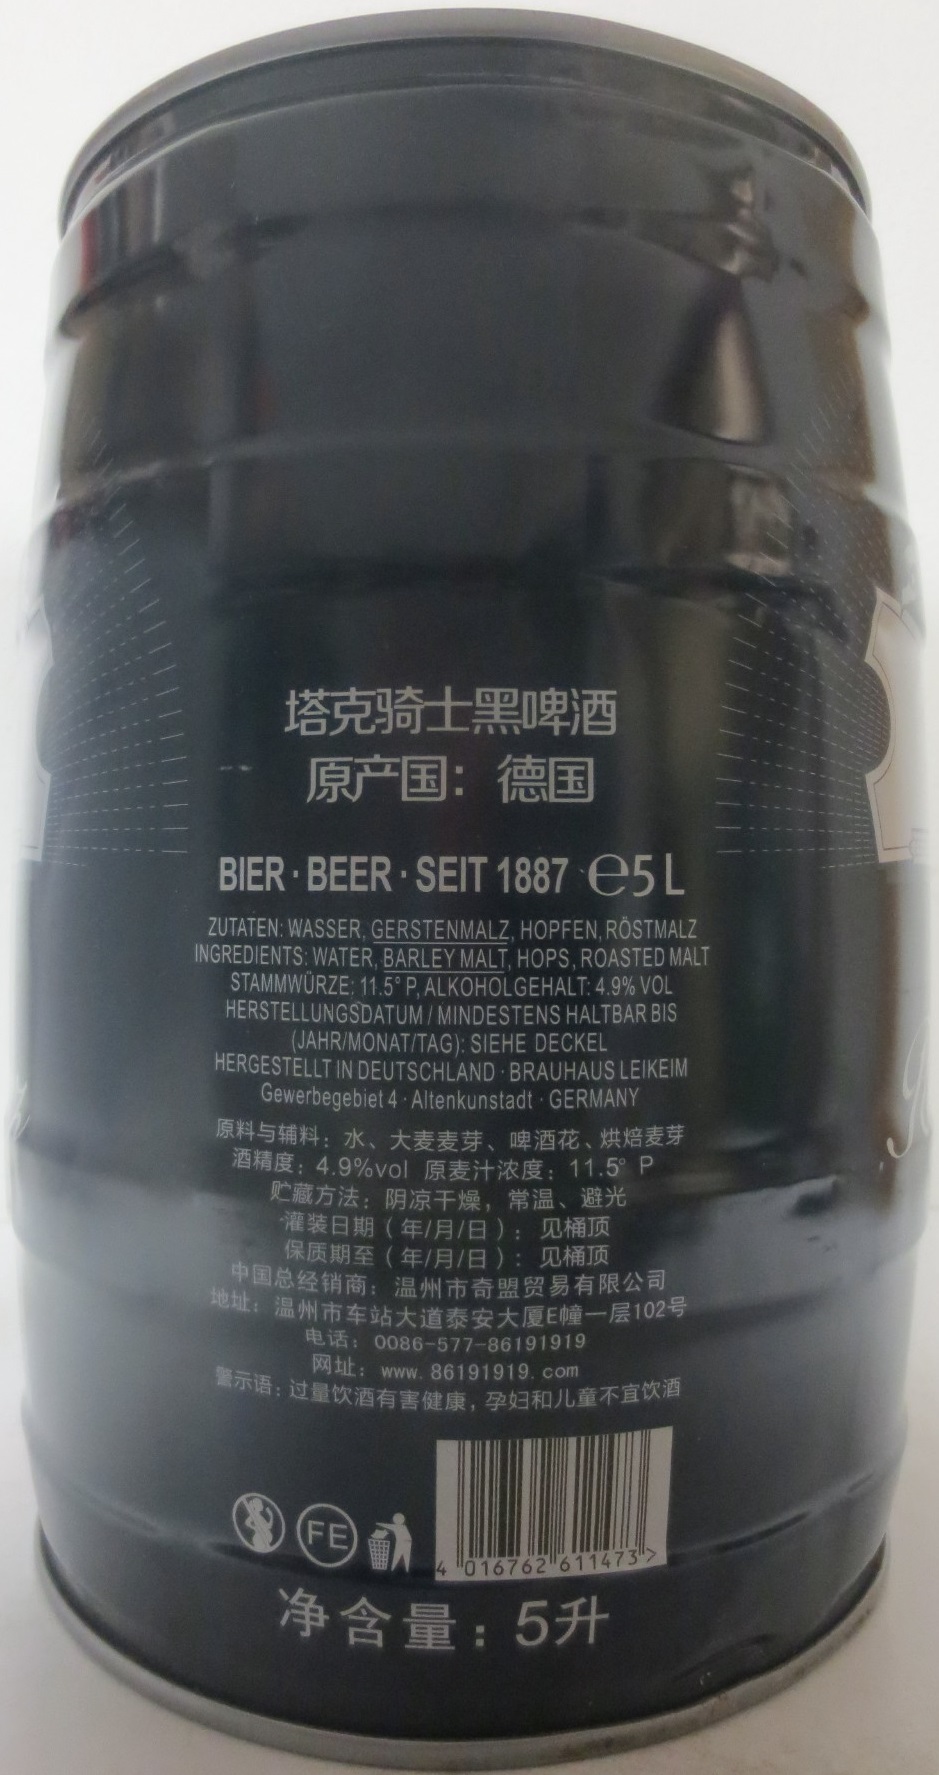 塔克骑士黑啤酒
原产国：德国
BIER · BEER · SEIT 1887 ℮5 L
ZUTATEN: WASSER, GERSTENMALZ, HOPFEN, RÖSTMALZ
INGREDIENTS: WATER, BARLEY MALT, HOPS, ROASTED MALT
STAMMWÜRZE: 11.5° P, ALKOHOLGEHALT: 4.9% VOL
HERSTELLUNGSDATUM / MINDESTENS HALTBAR BIS
(JAHR/MONAT/TAG): SIEHE DECKEL
HERGESTELLT IN DEUTSCHLAND · BRAUHAUS LEIKEIM
Gewerbegebiet 4 · Altenkunstadt · GERMANY
原料与辅料：水、大麦麦芽、啤酒花、烘焙麦芽
酒精度：4.9%vol 原麦汁浓度：11.5° P
贮藏方法：阴凉干燥，常温、避光
灌装日期（年/月/日）：见桶顶
保质期至（年/月/日）：见桶顶
中国总经销商：温州市奇盟贸易有限公司
地址：温州市车站大道泰安大厦E幢一层102号
电话：0086-577-86191919
网址：www.86191919.com
警示语：过量饮酒有害健康，孕妇和儿童不宜饮酒
FE
4 016762 611473 >
净含量：5升